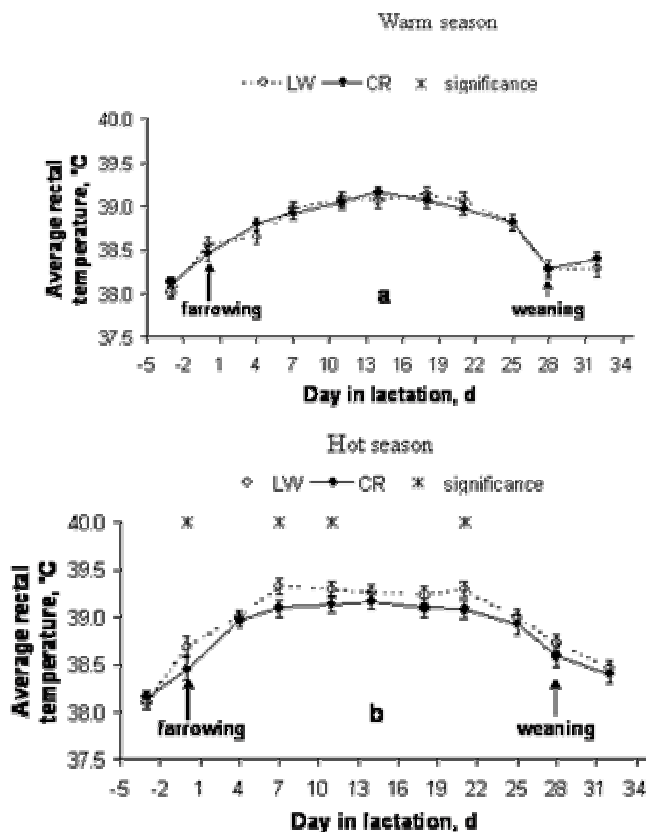 Warm season
LW CR significance
40.0
39.5
39.0
38.5
38.0
37.5
Average rectal
temperature, °C
farrowing
a
weaning
-5 -2 1 4 7 10 13 16 19 22 25 28 31 34
Day in lactation, d
Hot season
LW CR significance
40.0
39.5
39.0
38.5
38.0
37.5
Average rectal
temperature, °C
farrowing
b
weaning
-5 -2 1 4 7 10 13 16 19 22 25 28 31 34
Day in lactation, d